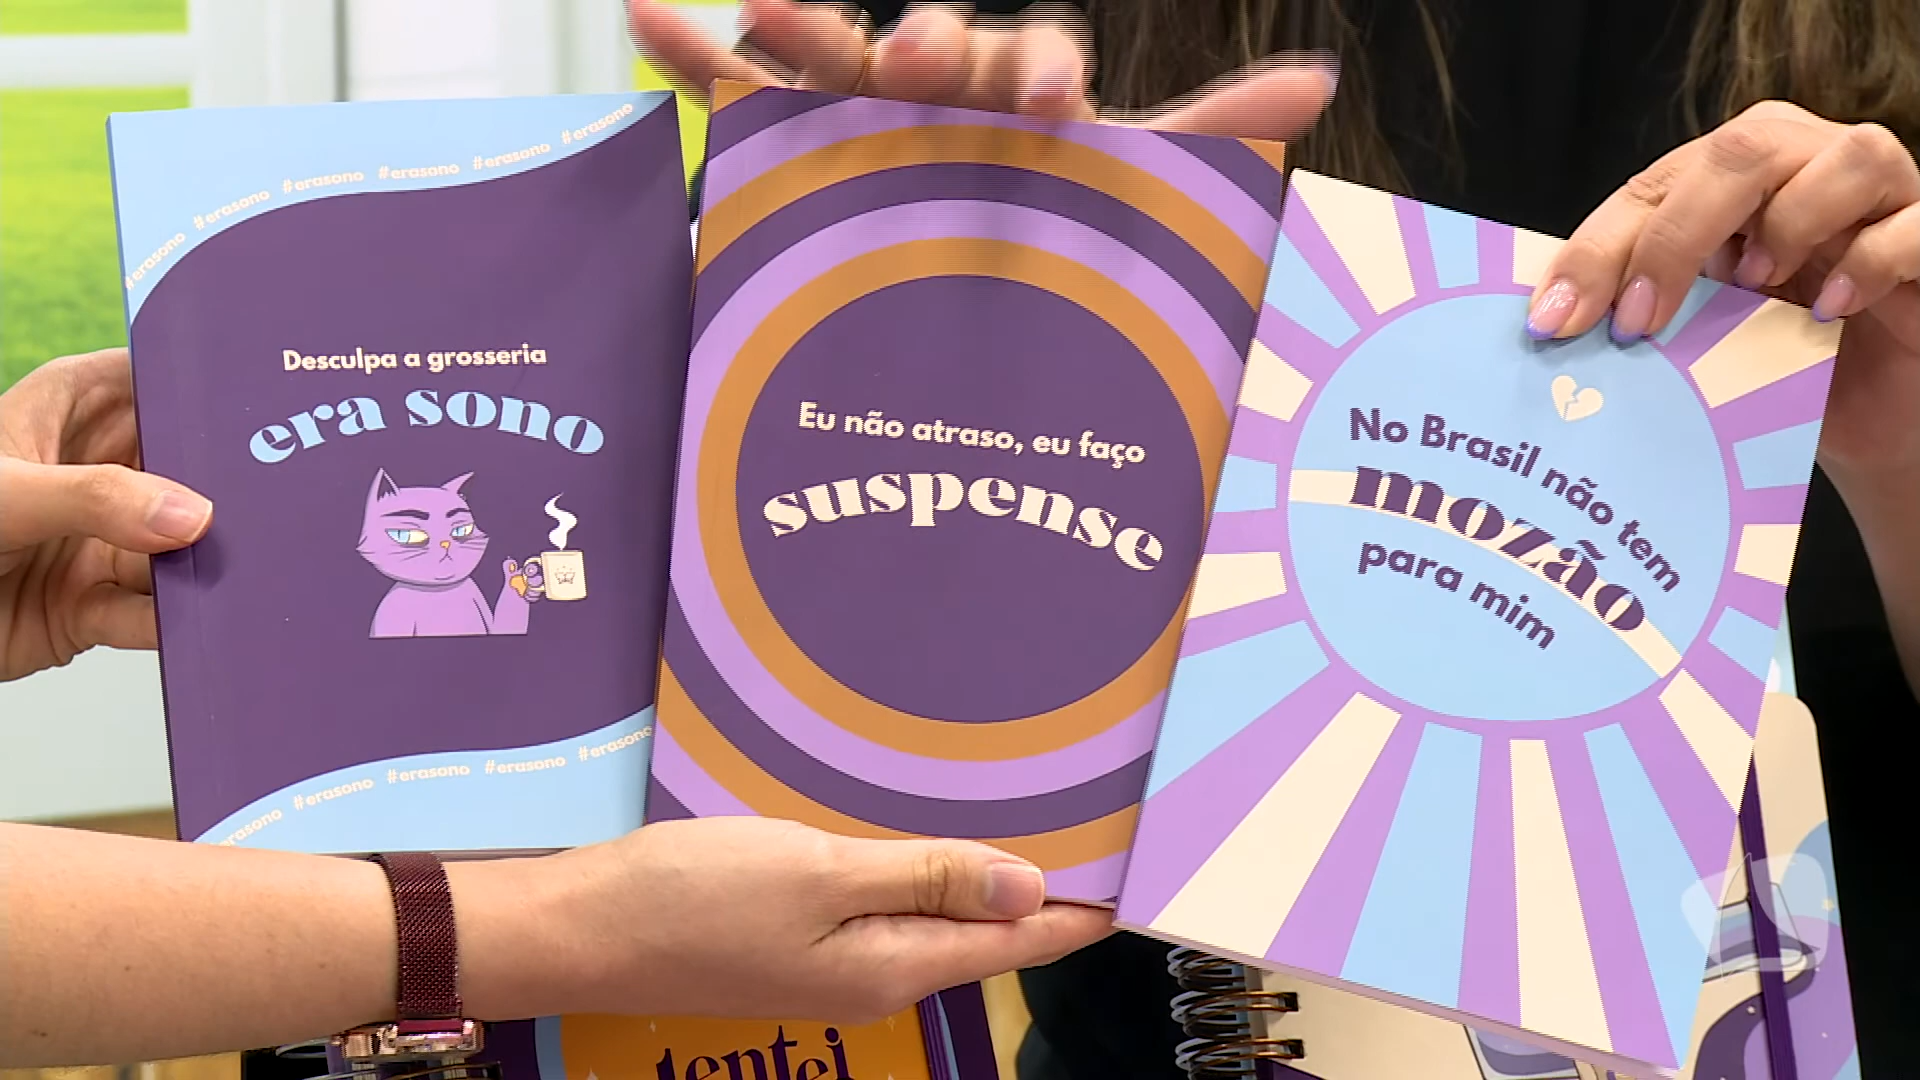 #erasono #erasono #erasono #erasono #erasono #erasono
Desculpa a grosseria
era sono
#erasono #erasono #erasono #erasono
Eu não atraso, eu faço
suspense
No Brasil não tem
mozão
para mim
tentei